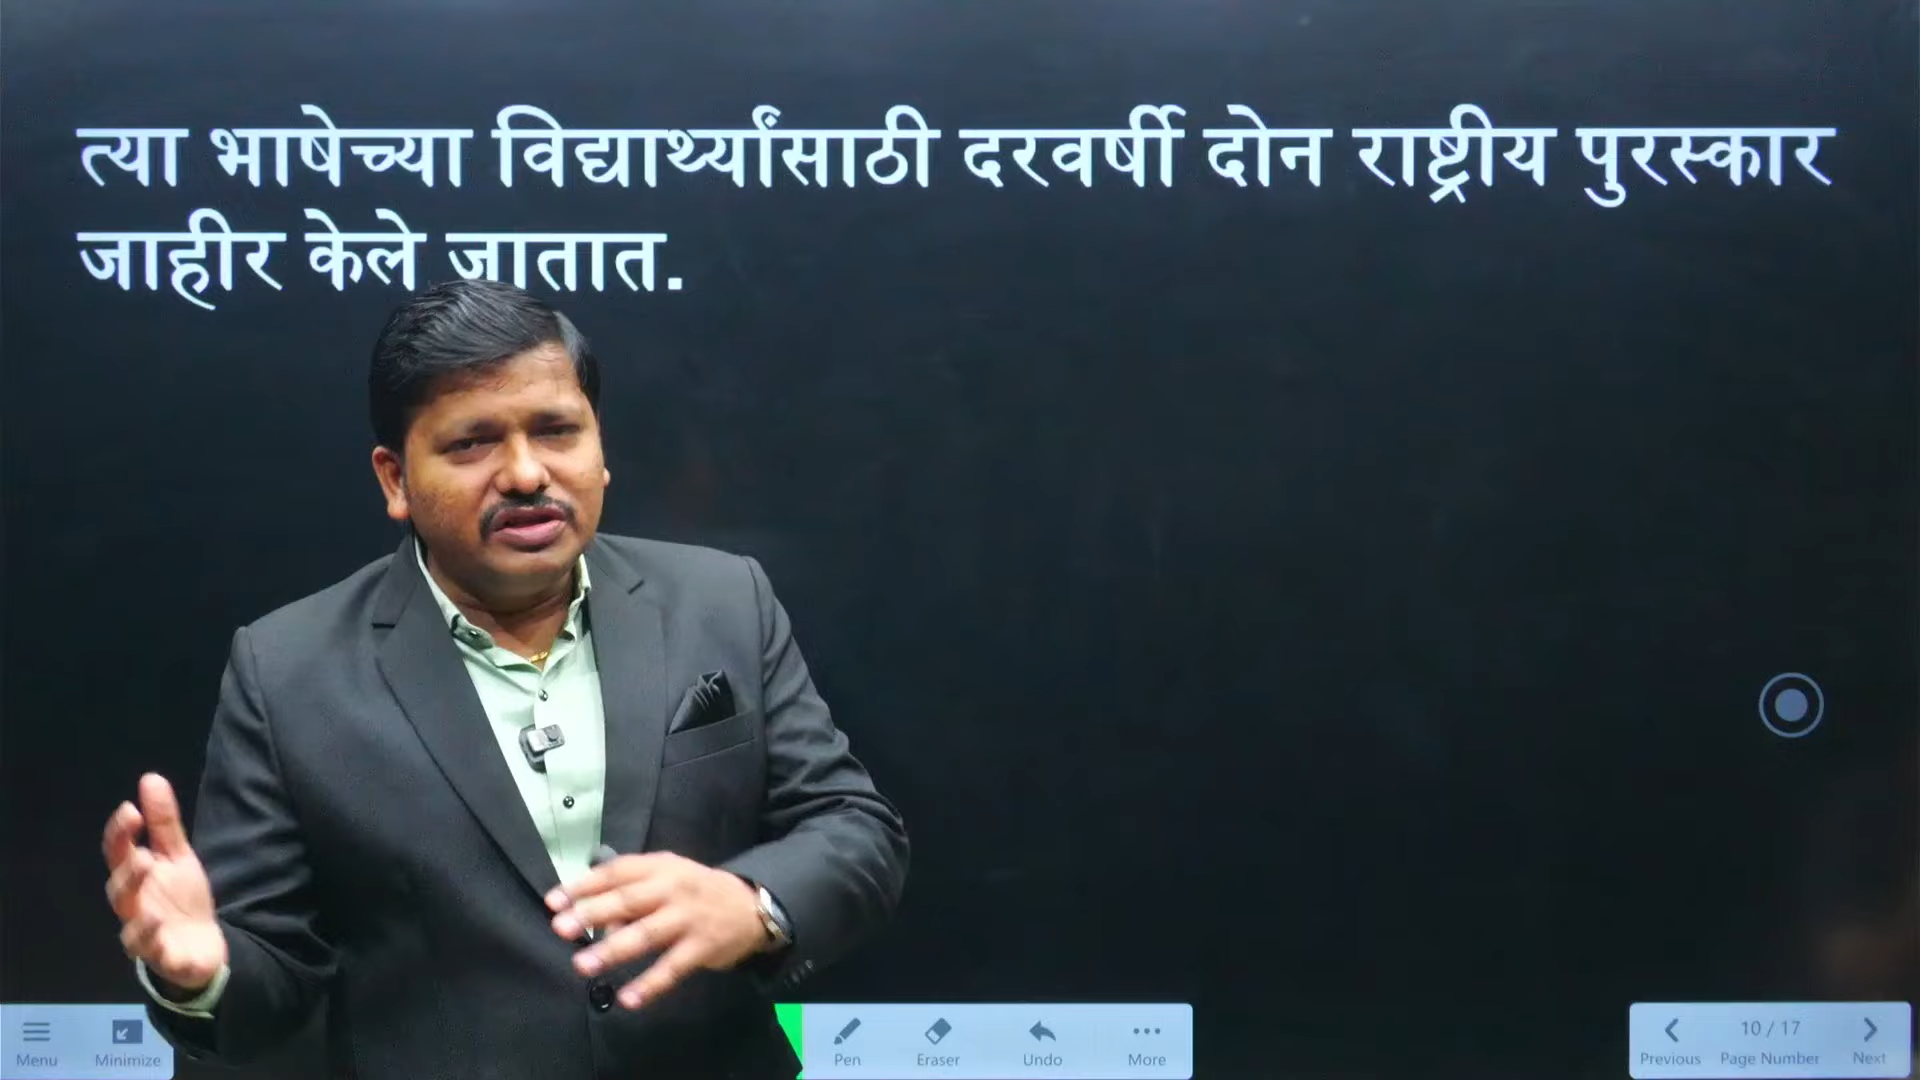 त्या भाषेच्या विद्यार्थ्यांसाठी दरवर्षी दोन राष्ट्रीय पुरस्कार
जाहीर केले जातात.
Menu
Minimize
Pen
Eraser
Undo
More
10 / 17
Previous
Page Number
Next